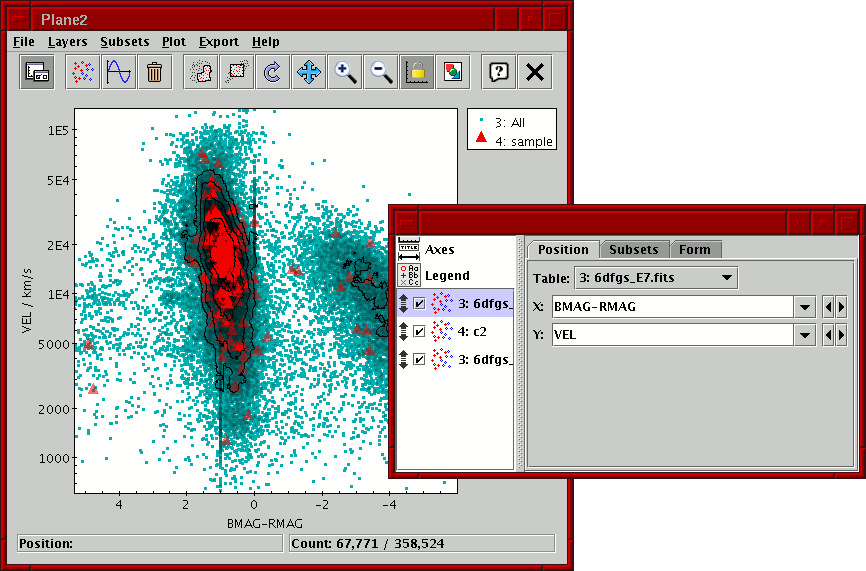 Plane2
File Layers Subsets Plot Export Help
3: All
4: sample
1E5
5E4
2E4
1E4
5000
2000
1000
VEL / km/s
4 2 0 -2 -4
BMAG-RMAG
Position:
Count: 67,771 / 358,524
TITLE
Axes
Aa
Bb
Cc
Legend
3: 6dfgs_
4: c2
3: 6dfgs_
Position Subsets Form
Table: 3: 6dfgs_E7.fits
X: BMAG-RMAG
Y: VEL